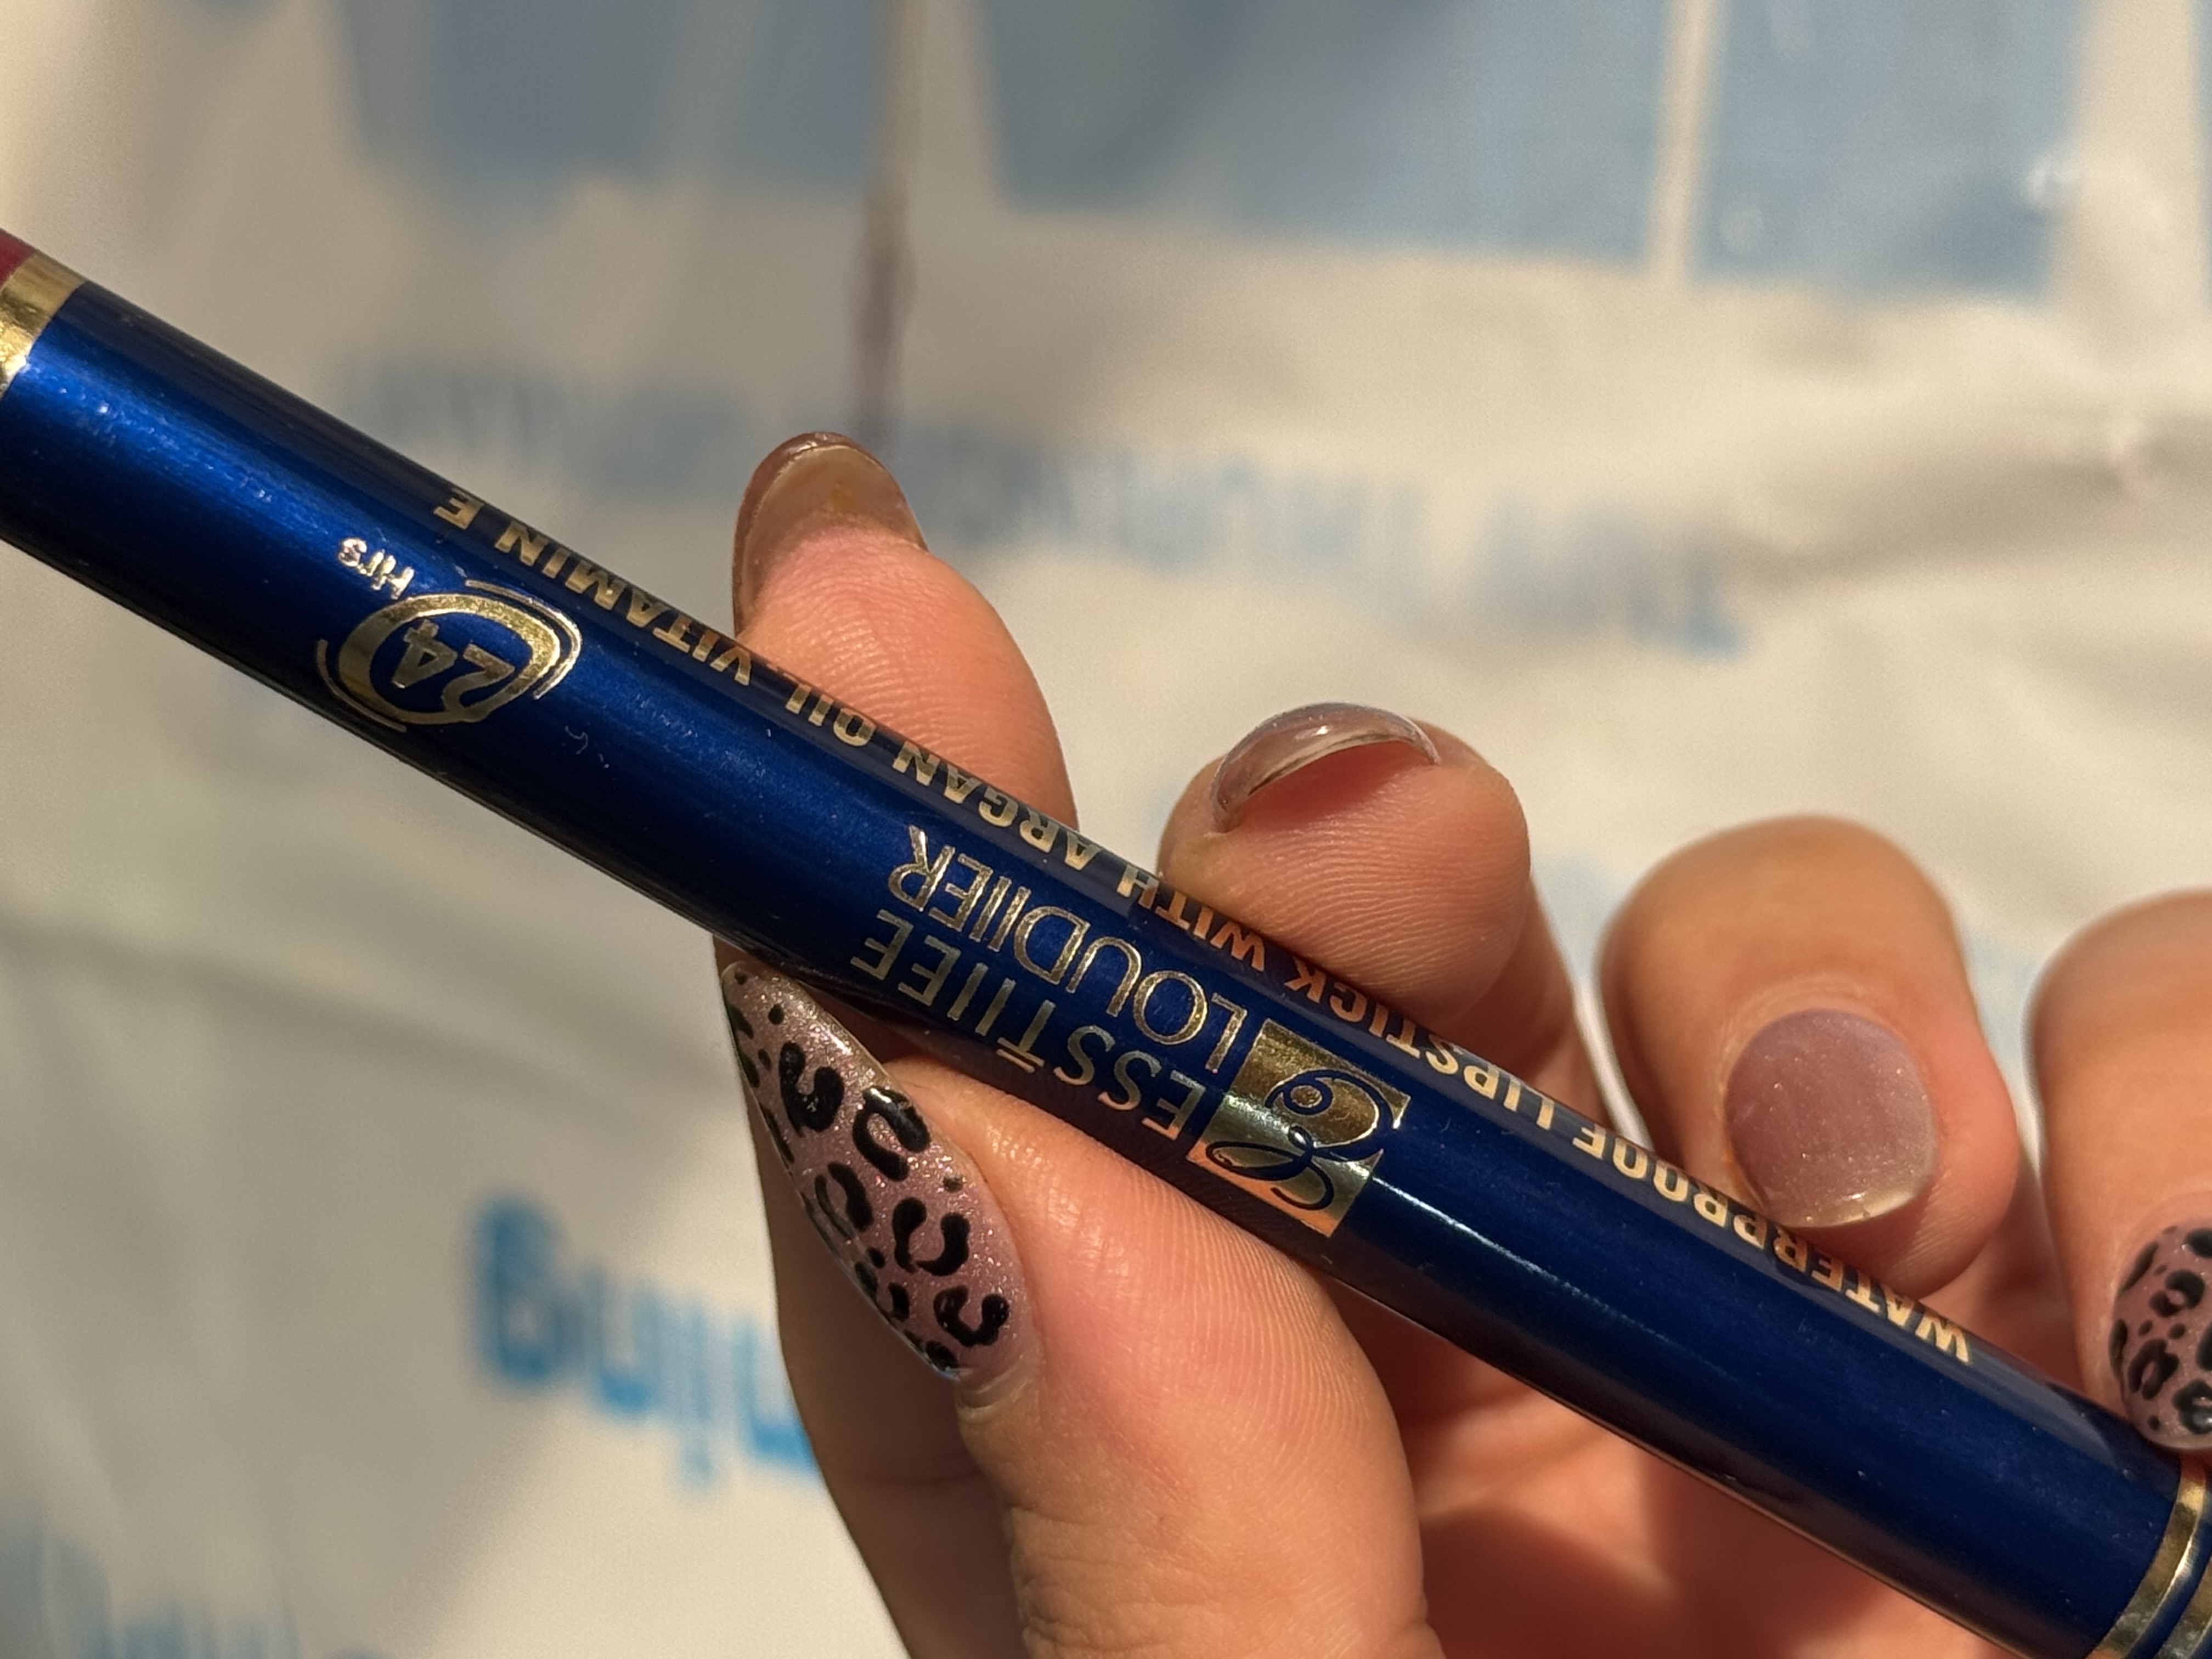 WATERPROOF LIPSTICK WITH ARGAN OIL VITAMIN E
ESSTIIEE
LOUDIIER
24
Hrs